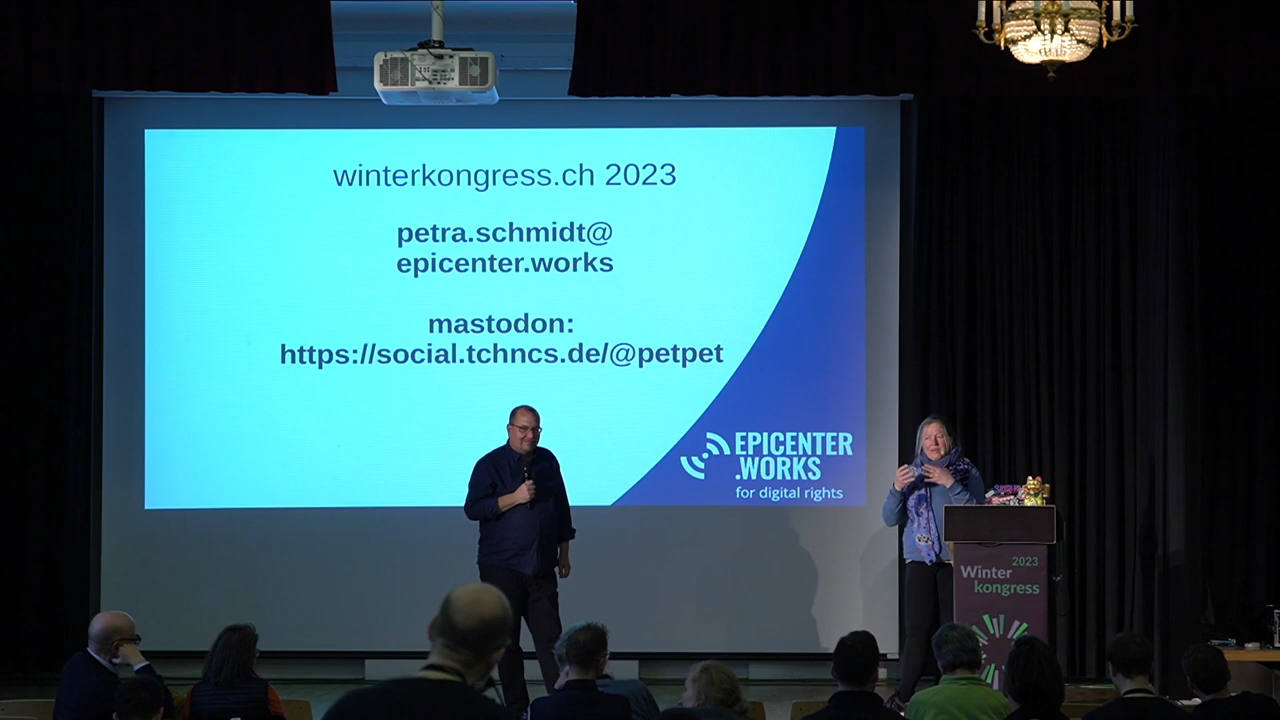 winterkongress.ch 2023
petra.schmidt@
epicenter.works
mastodon:
https://social.tchncs.de/@petpet
EPICENTER
.WORKS
for digital rights
2023
Winter
kongress